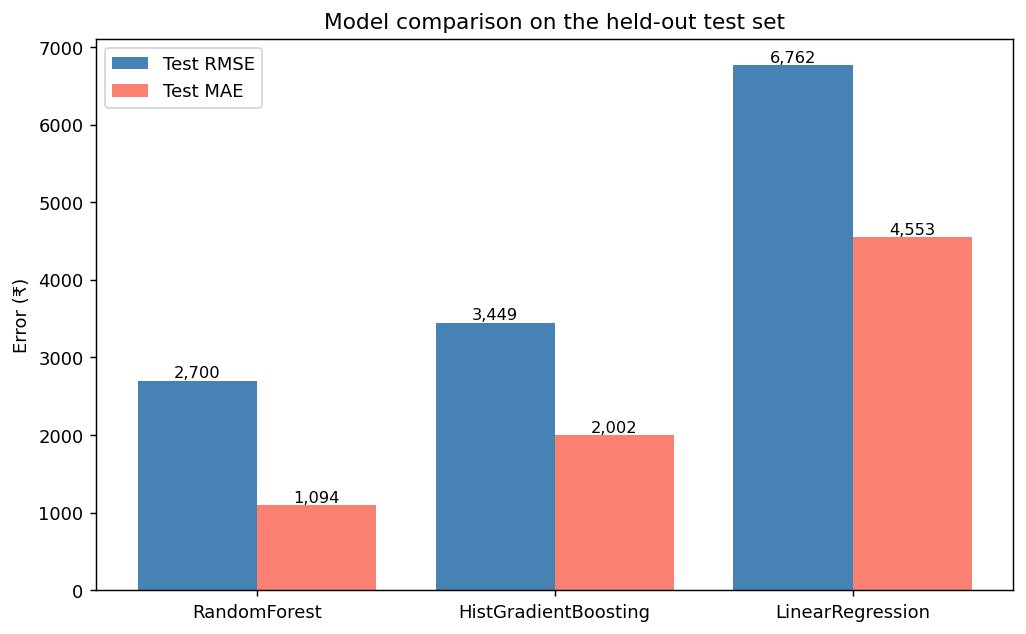 Model comparison on the held-out test set
Test RMSE
Test MAE
Error (₹)
7000
6000
5000
4000
3000
2000
1000
0
2,700
1,094
3,449
2,002
6,762
4,553
RandomForest
HistGradientBoosting
LinearRegression